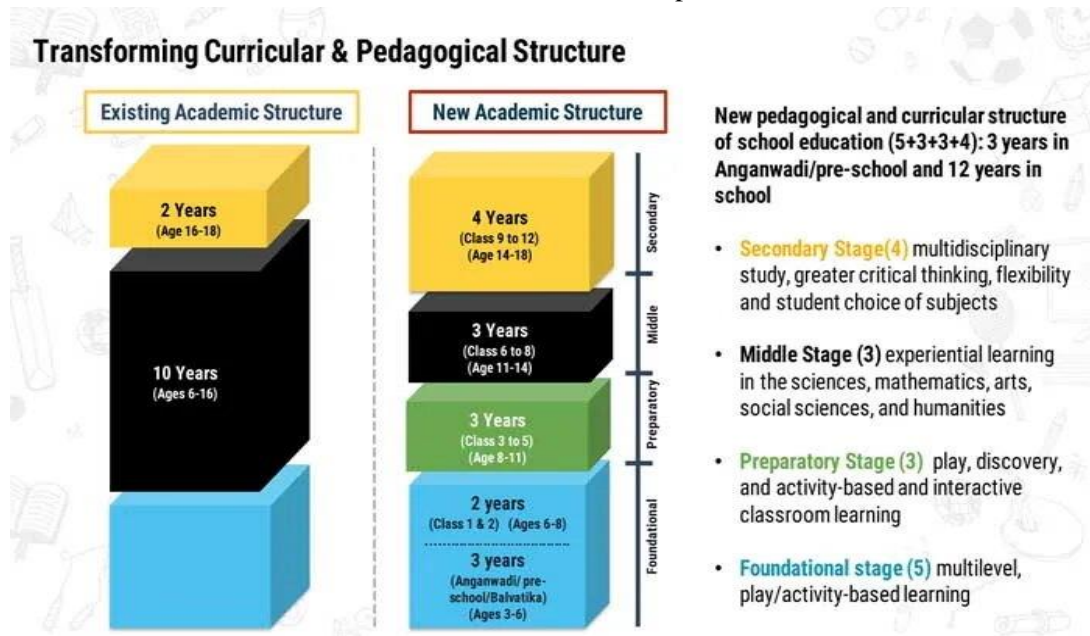 Transforming Curricular & Pedagogical Structure
Existing Academic Structure
2 Years
(Age 16-18)
10 Years
(Ages 6-16)
New Academic Structure
4 Years
(Class 9 to 12)
(Age 14-18)
Secondary
3 Years
(Class 6 to 8)
(Age 11-14)
Middle
3 Years
(Class 3 to 5)
(Age 8-11)
Preparatory
2 years
(Class 1 & 2) (Ages 6-8)
3 years
(Anganwadi/ pre-
school/Balvatika)
(Ages 3-6)
Foundational
New pedagogical and curricular structure
of school education (5+3+3+4): 3 years in
Anganwadi/pre-school and 12 years in
school
• Secondary Stage(4) multidisciplinary
study, greater critical thinking, flexibility
and student choice of subjects
• Middle Stage (3) experiential learning
in the sciences, mathematics, arts,
social sciences, and humanities
• Preparatory Stage (3) play, discovery,
and activity-based and interactive
classroom learning
• Foundational stage (5) multilevel,
play/activity-based learning